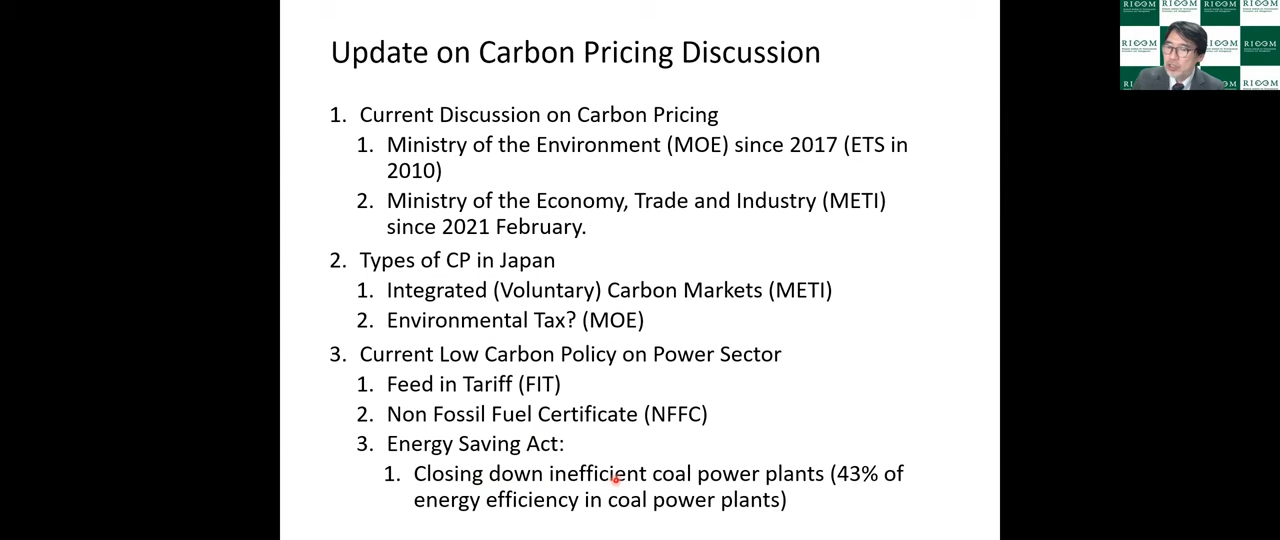 Update on Carbon Pricing Discussion
1. Current Discussion on Carbon Pricing
1. Ministry of the Environment (MOE) since 2017 (ETS in
2010)
2. Ministry of the Economy, Trade and Industry (METI)
since 2021 February.
2. Types of CP in Japan
1. Integrated (Voluntary) Carbon Markets (METI)
2. Environmental Tax? (MOE)
3. Current Low Carbon Policy on Power Sector
1. Feed in Tariff (FIT)
2. Non Fossil Fuel Certificate (NFFC)
3. Energy Saving Act:
1. Closing down inefficient coal power plants (43% of
energy efficiency in coal power plants)